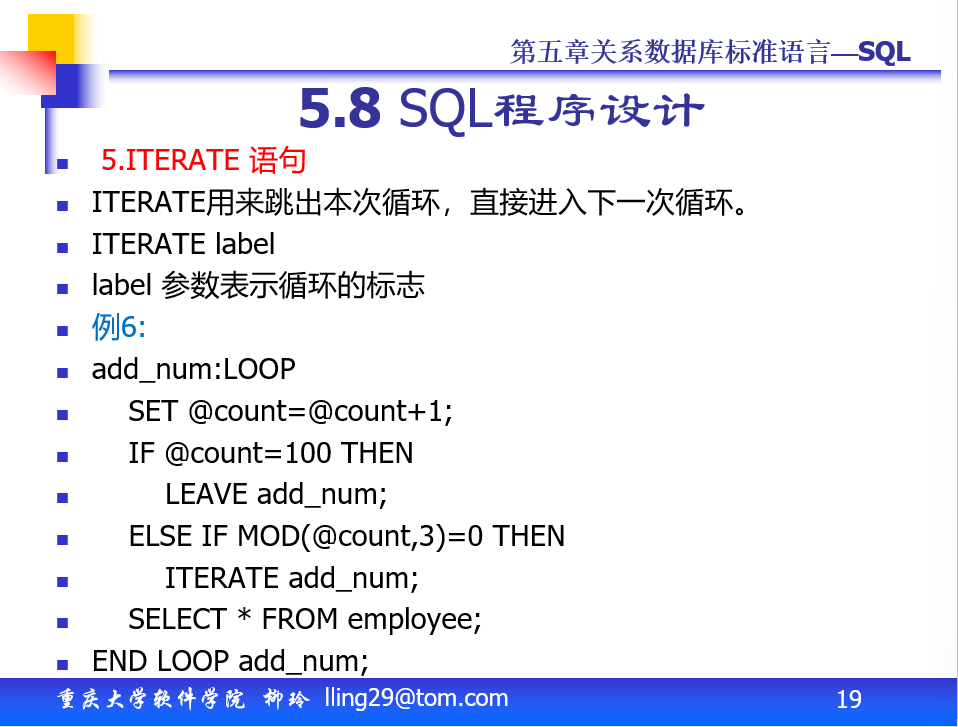 第五章关系数据库标准语言—SQL
5.8 SQL程序设计
5.ITERATE 语句
ITERATE用来跳出本次循环，直接进入下一次循环。
ITERATE label
label 参数表示循环的标志
例6:
add_num:LOOP
SET @count=@count+1;
IF @count=100 THEN
LEAVE add_num;
ELSE IF MOD(@count,3)=0 THEN
ITERATE add_num;
SELECT * FROM employee;
END LOOP add_num;
重庆大学软件学院 柳玲 lling29@tom.com
19